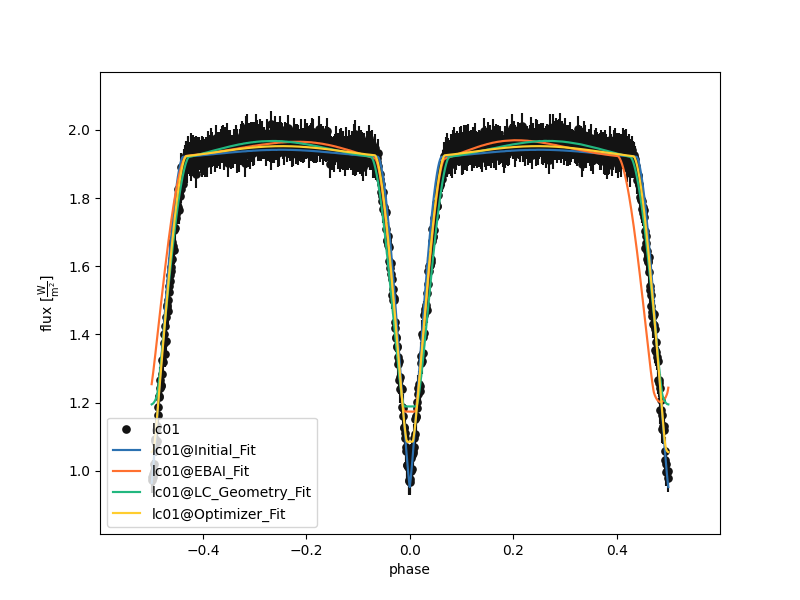 2.0
1.8
1.6
1.4
1.2
1.0
flux [W/m²]
lc01
lc01@Initial_Fit
lc01@EBAI_Fit
lc01@LC_Geometry_Fit
lc01@Optimizer_Fit
−0.4 −0.2 0.0 0.2 0.4
phase